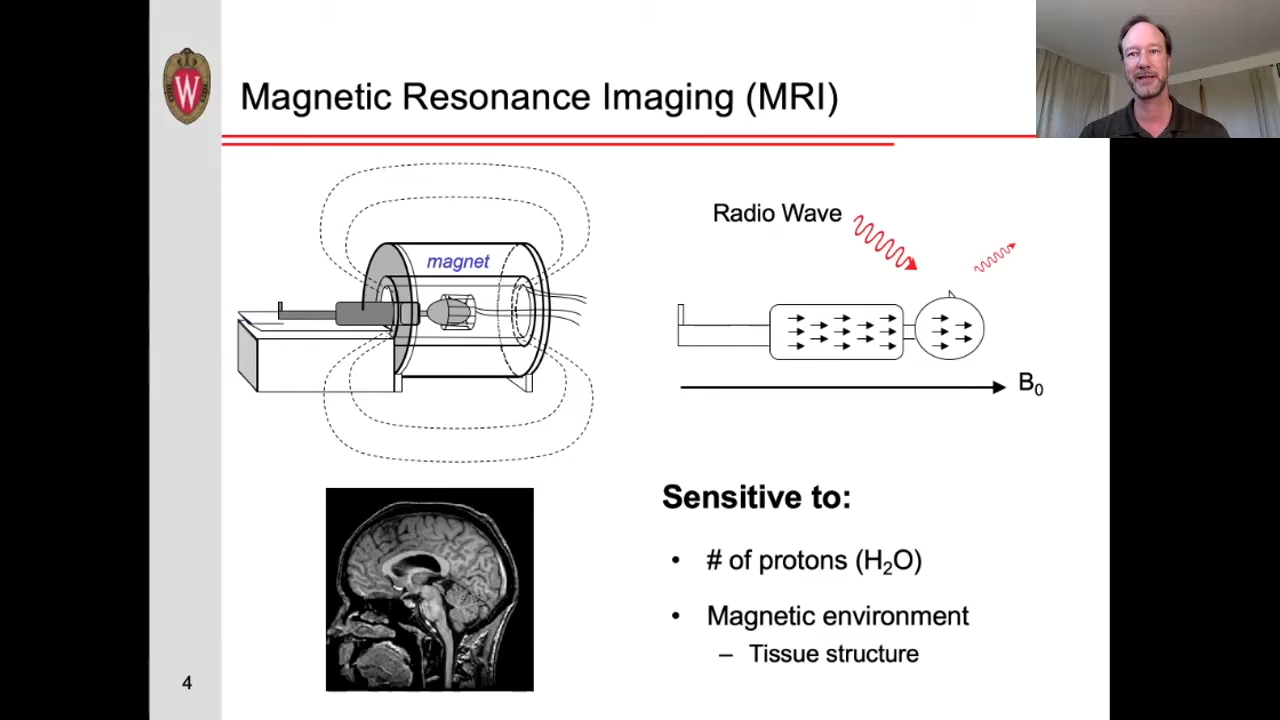 W
Magnetic Resonance Imaging (MRI)
magnet
Radio Wave
B₀
Sensitive to:
• # of protons (H₂O)
• Magnetic environment
– Tissue structure
4